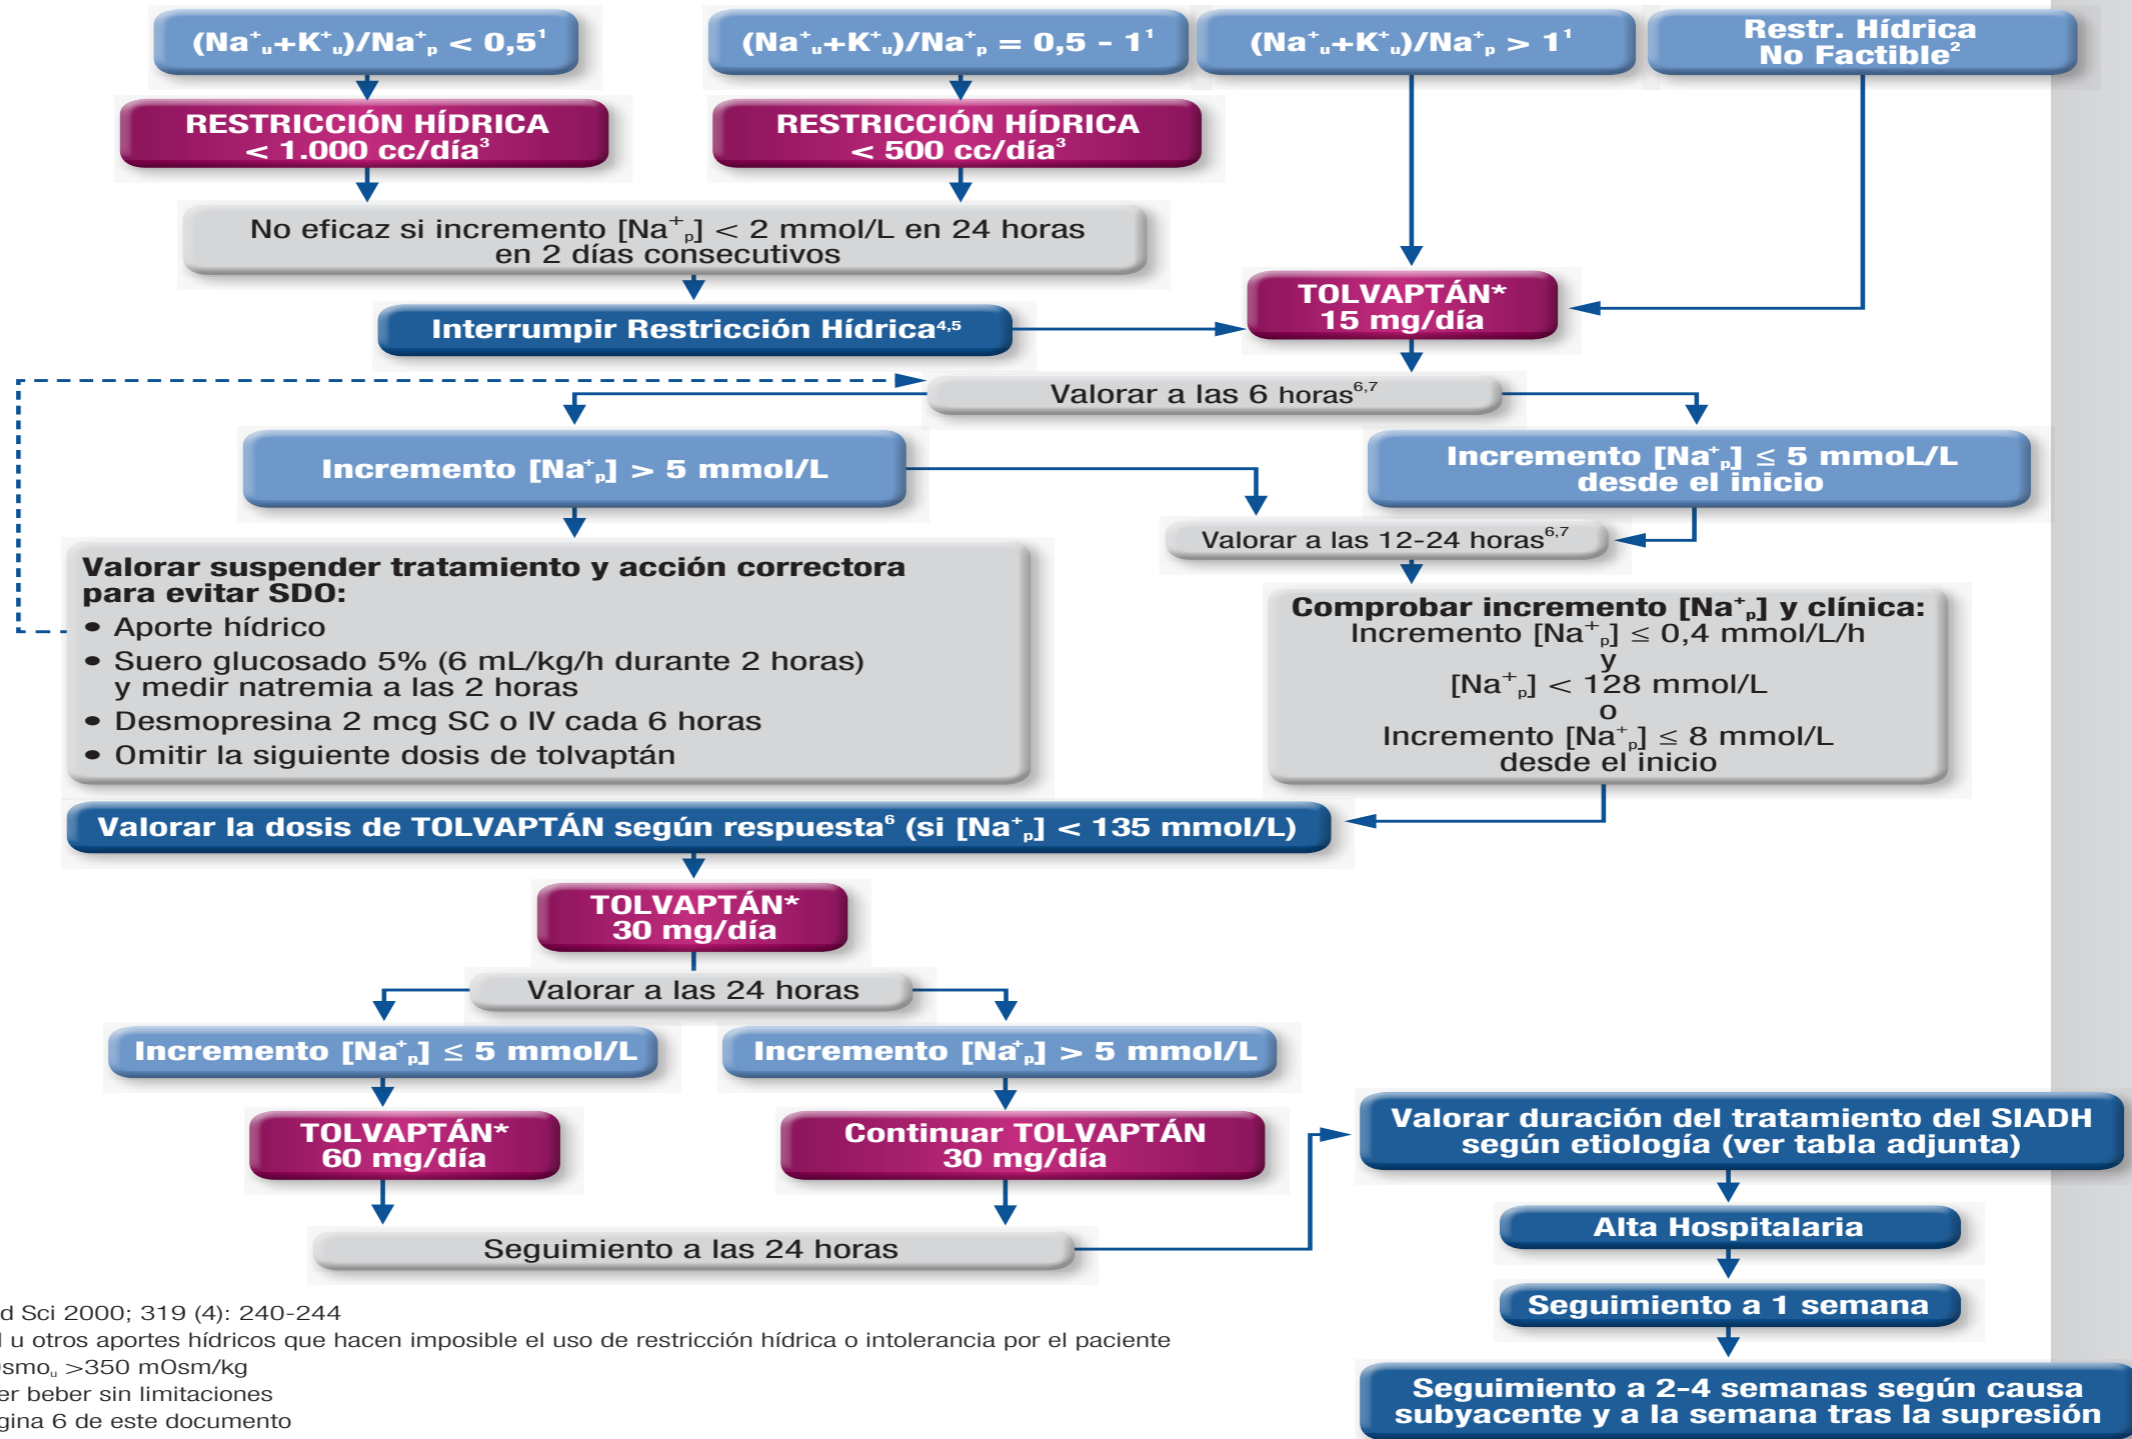 (Na⁺ᵤ+K⁺ᵤ)/Na⁺ₚ < 0,5¹
(Na⁺ᵤ+K⁺ᵤ)/Na⁺ₚ = 0,5 - 1¹
(Na⁺ᵤ+K⁺ᵤ)/Na⁺ₚ > 1¹
Restr. Hídrica
No Factible²
RESTRICCIÓN HÍDRICA
< 1.000 cc/día³
RESTRICCIÓN HÍDRICA
< 500 cc/día³
No eficaz si incremento [Na⁺ₚ] < 2 mmol/L en 24 horas
en 2 días consecutivos
TOLVAPTÁN*
15 mg/día
Interrumpir Restricción Hídrica⁴,⁵
Valorar a las 6 horas⁶,⁷
Incremento [Na⁺ₚ] > 5 mmol/L
Incremento [Na⁺ₚ] ≤ 5 mmoL/L
desde el inicio
Valorar a las 12-24 horas⁶,⁷
Valorar suspender tratamiento y acción correctora
para evitar SDO:
• Aporte hídrico
• Suero glucosado 5% (6 mL/kg/h durante 2 horas)
y medir natremia a las 2 horas
• Desmopresina 2 mcg SC o IV cada 6 horas
• Omitir la siguiente dosis de tolvaptán
Comprobar incremento [Na⁺ₚ] y clínica:
Incremento [Na⁺ₚ] ≤ 0,4 mmol/L/h
y
[Na⁺ₚ] < 128 mmol/L
o
Incremento [Na⁺ₚ] ≤ 8 mmol/L
desde el inicio
Valorar la dosis de TOLVAPTÁN según respuesta⁶ (si [Na⁺ₚ] < 135 mmol/L)
TOLVAPTÁN*
30 mg/día
Valorar a las 24 horas
Incremento [Na⁺ₚ] ≤ 5 mmol/L
Incremento [Na⁺ₚ] > 5 mmol/L
TOLVAPTÁN*
60 mg/día
Continuar TOLVAPTÁN
30 mg/día
Seguimiento a las 24 horas
Valorar duración del tratamiento del SIADH
según etiología (ver tabla adjunta)
Alta Hospitalaria
Seguimiento a 1 semana
Seguimiento a 2-4 semanas según causa
subyacente y a la semana tras la supresión
d Sci 2000; 319 (4): 240-244
u otros aportes hídricos que hacen imposible el uso de restricción hídrica o intolerancia por el paciente
smoᵤ >350 mOsm/kg
er beber sin limitaciones
gina 6 de este documento